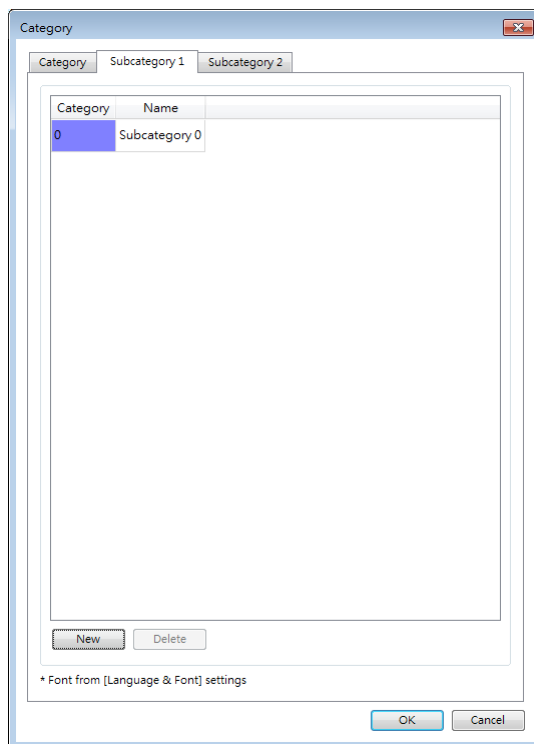 Category
Category Subcategory 1 Subcategory 2
Category Name
0 Subcategory 0
New Delete
* Font from [Language & Font] settings
OK Cancel